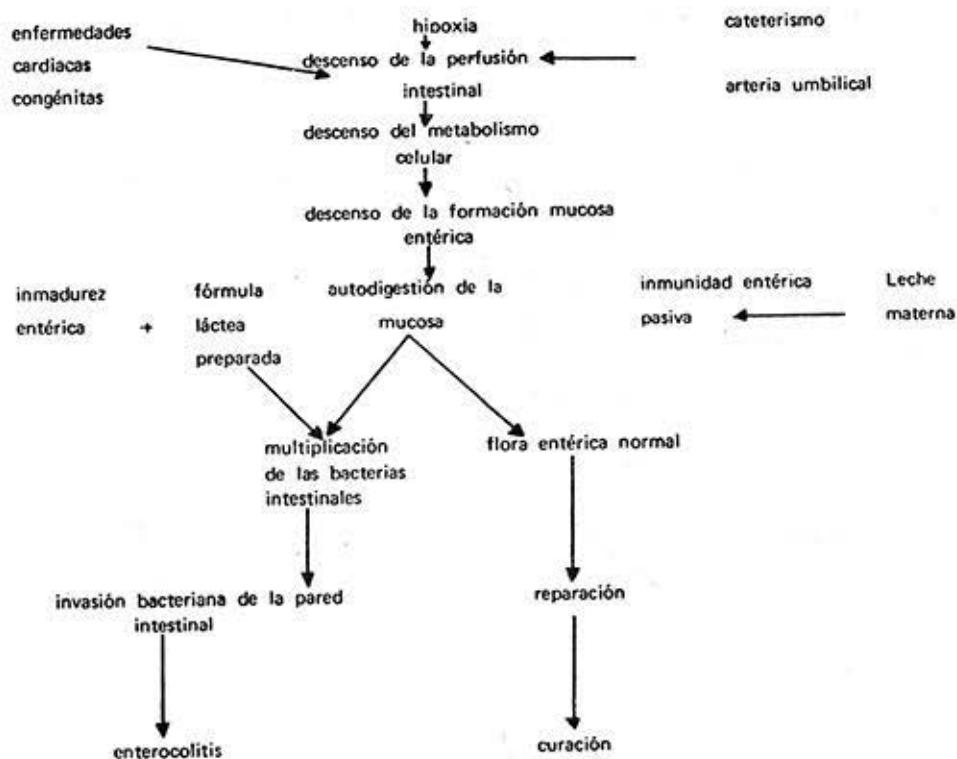 enfermedades
cardiacas
congénitas
hipoxia
descenso de la perfusión
intestinal
cateterismo
arteria umbilical
descenso del metabolismo
celular
descenso de la formación mucosa
entérica
inmadurez
entérica +
fórmula
láctea
preparada
autodigestión de la
mucosa
inmunidad entérica
pasiva
Leche
materna
multiplicación
de las bacterias
intestinales
flora entérica normal
invasión bacteriana de la pared
intestinal
reparación
enterocolitis
curación